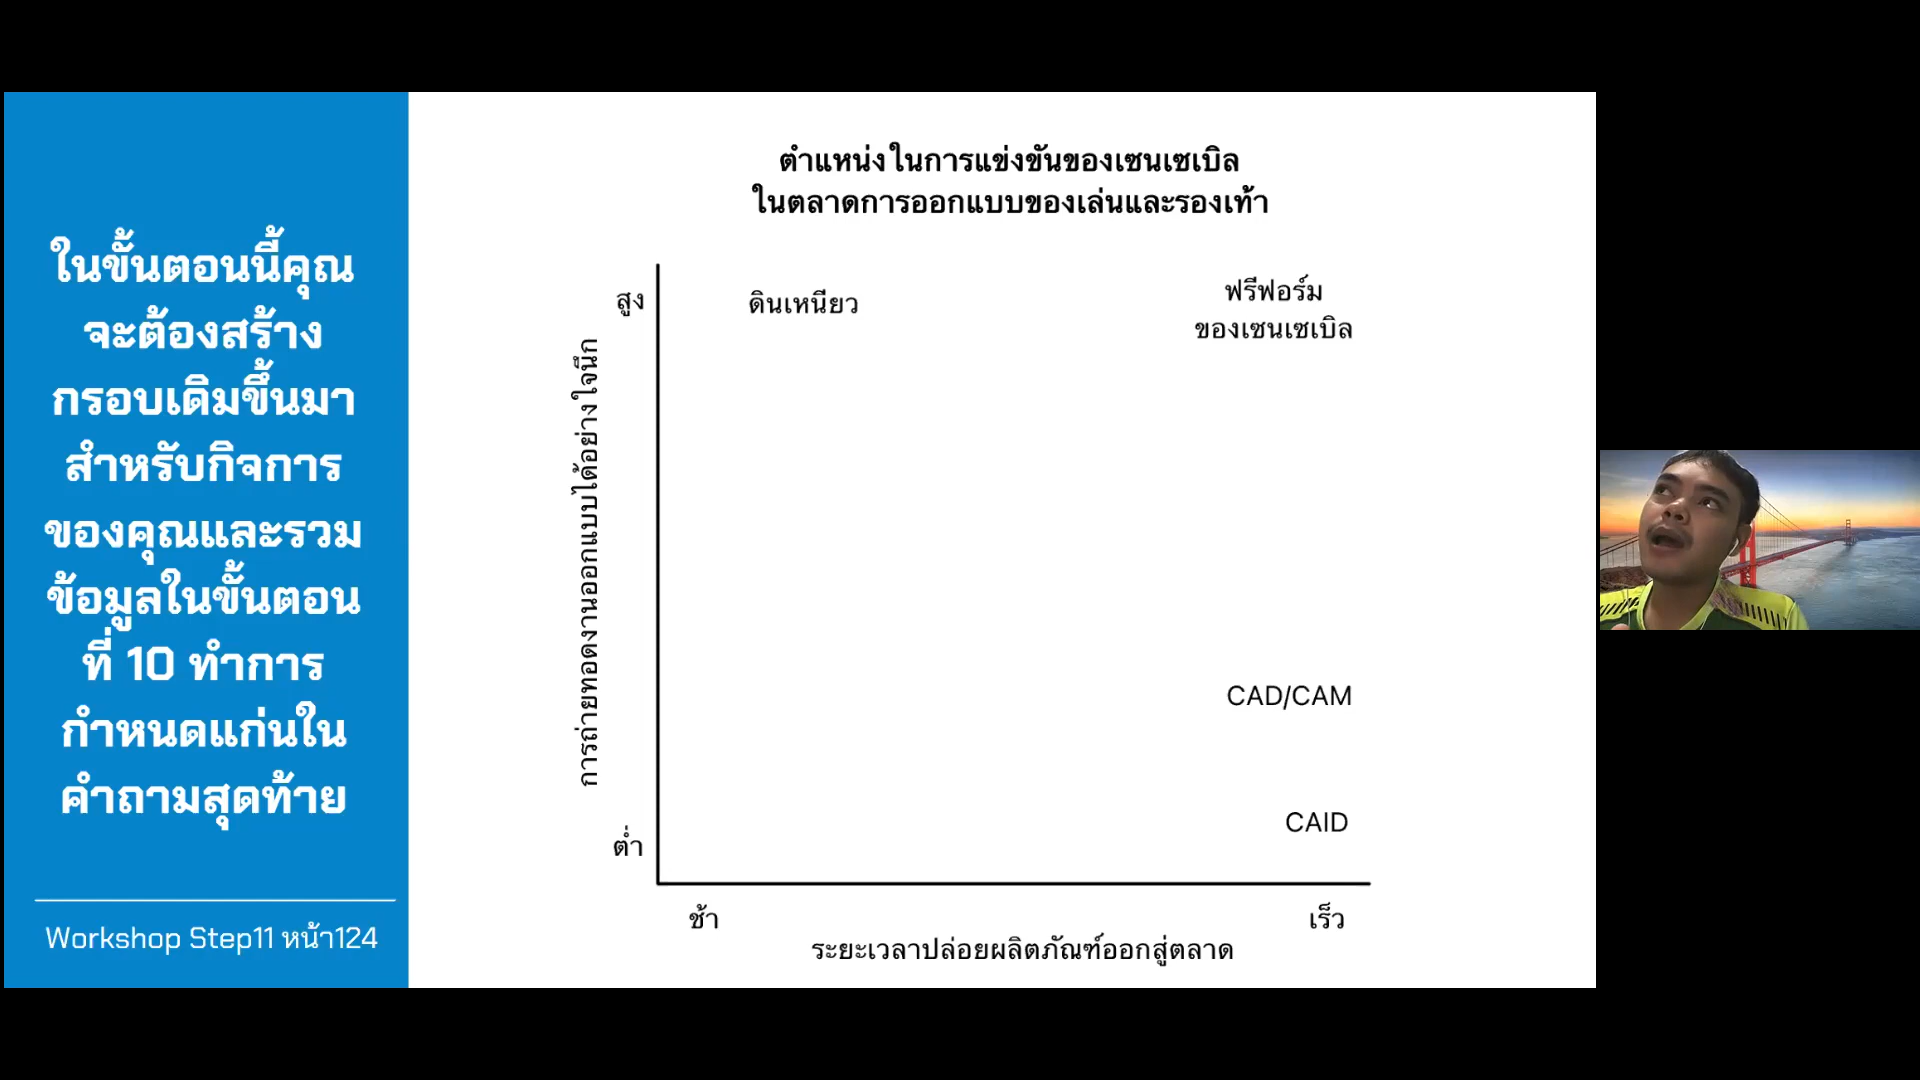 ในขั้นตอนนี้คุณ
จะต้องสร้าง
กรอบเดิมขึ้นมา
สำหรับกิจการ
ของคุณและรวม
ข้อมูลในขั้นตอน
ที่ 10 ทำการ
กำหนดแก่นใน
คำถามสุดท้าย
Workshop Step11 หน้า124
ตำแหน่งในการแข่งขันของเซนเซเบิล
ในตลาดการออกแบบของเล่นและรองเท้า
สูง
ดินเหนียว
ฟรีฟอร์ม
ของเซนเซเบิล
การถ่ายทอดงานออกแบบได้อย่างใจนึก
CAD/CAM
CAID
ต่ำ
ช้า
เร็ว
ระยะเวลาปล่อยผลิตภัณฑ์ออกสู่ตลาด